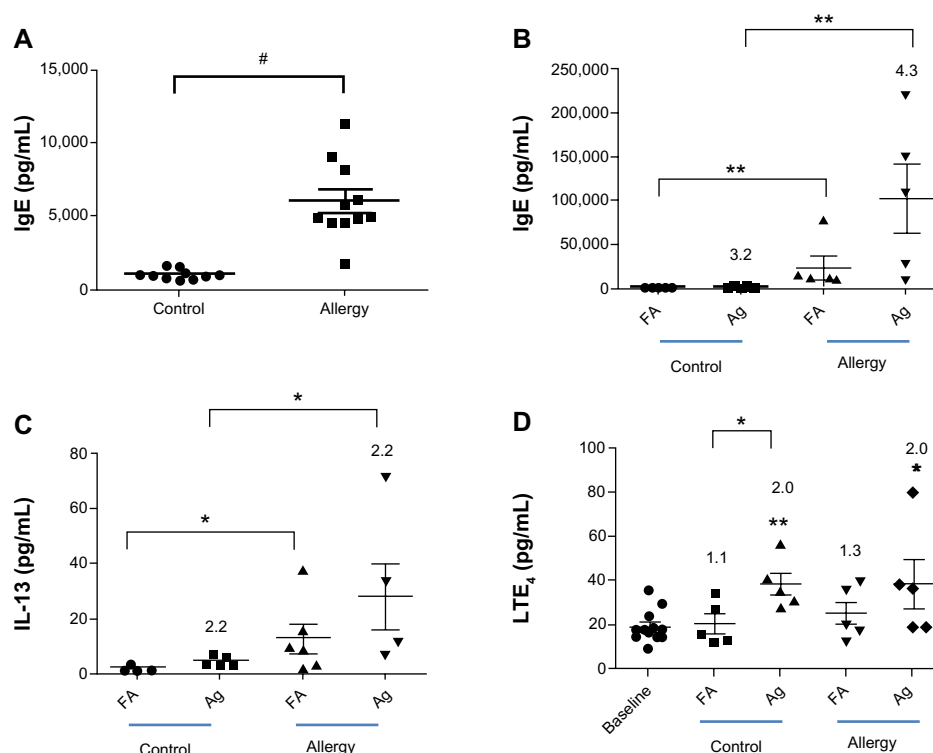 A
#
15,000
10,000
5,000
0
IgE (pg/mL)
Control
Allergy
B
**
4.3
250,000
200,000
150,000
100,000
50,000
0
IgE (pg/mL)
**
3.2
FA
Ag
FA
Ag
Control
Allergy
C
*
2.2
80
60
40
20
0
IL-13 (pg/mL)
*
2.2
FA
Ag
FA
Ag
Control
Allergy
D
*
2.0
*
100
80
60
40
20
0
LTE4 (pg/mL)
2.0
**
1.1
1.3
Baseline
FA
Ag
FA
Ag
Control
Allergy